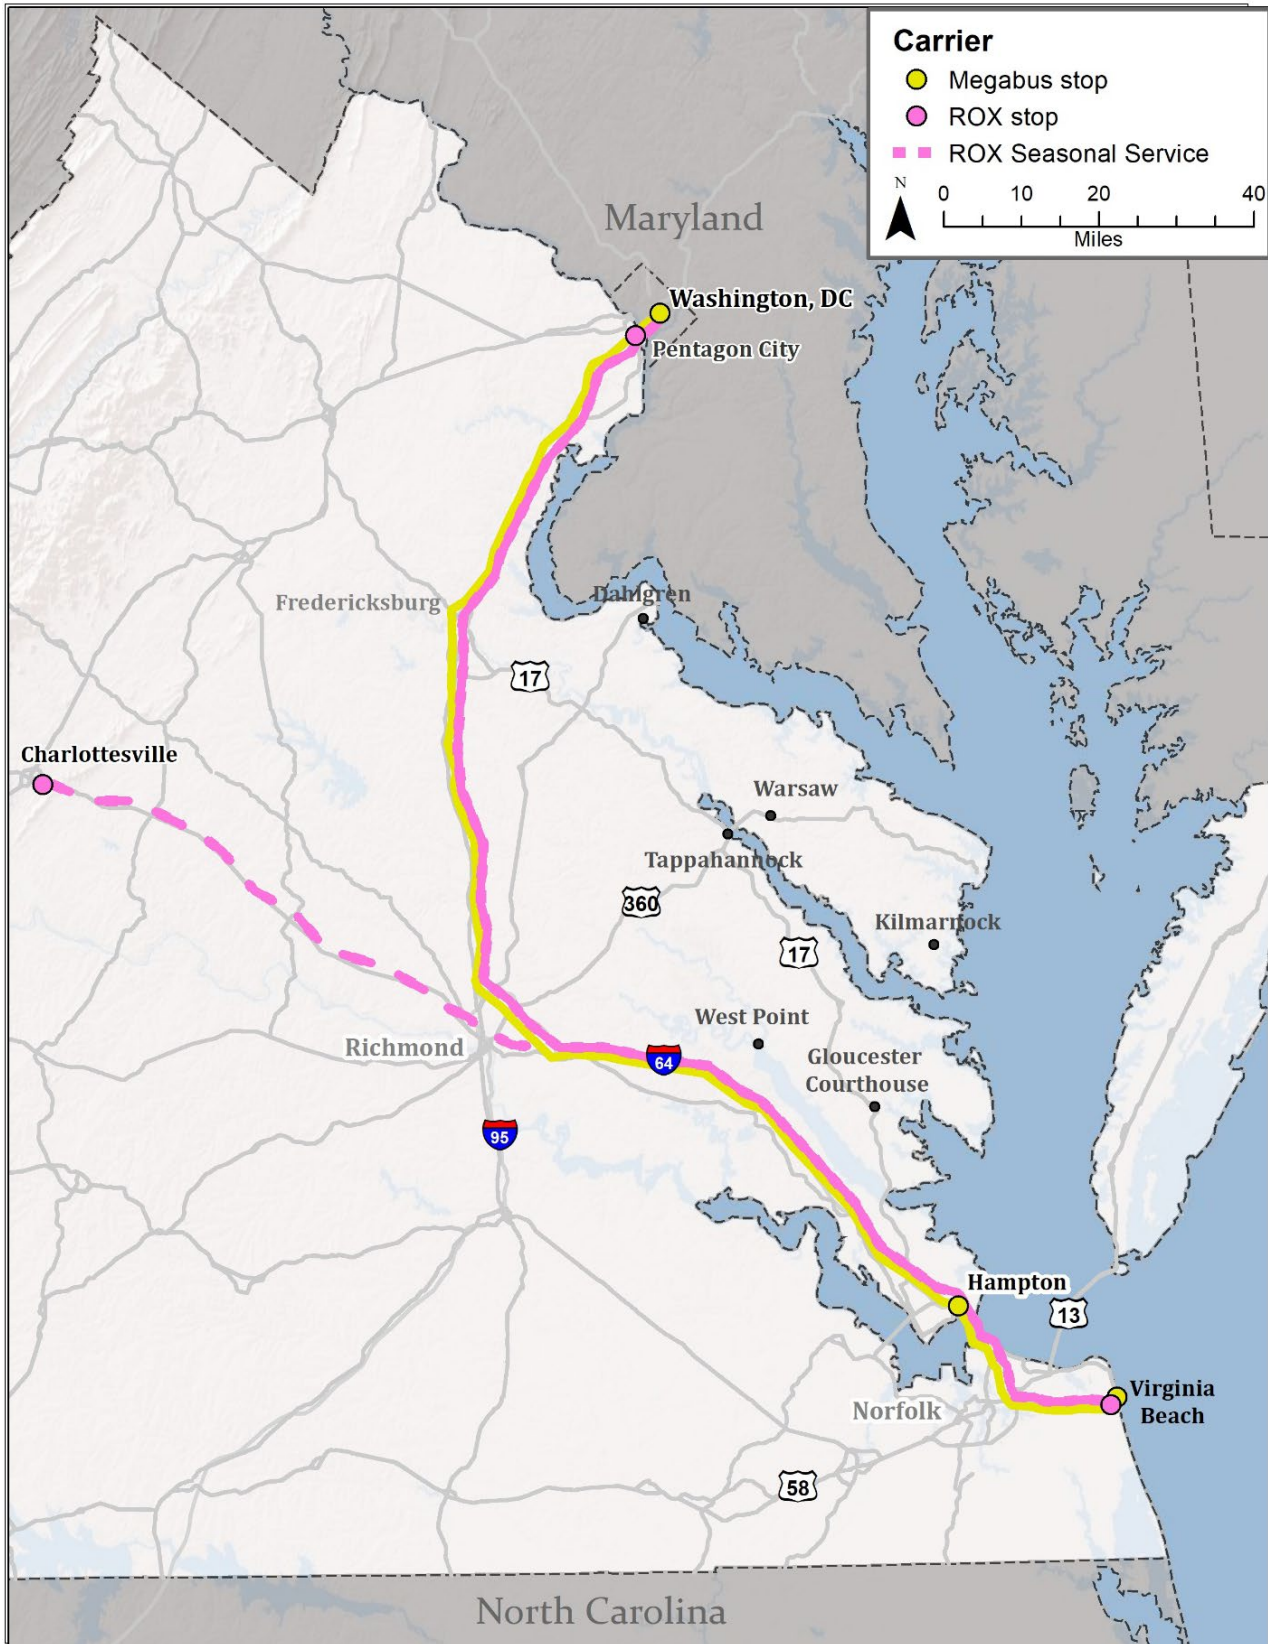 Carrier
Megabus stop
ROX stop
ROX Seasonal Service
N
0 10 20 40
Miles
Maryland
Washington, DC
Pentagon City
Fredericksburg
Dahlgren
17
Charlottesville
Warsaw
Tappahannock
360
Kilmarnock
17
West Point
Richmond
64
Gloucester
Courthouse
95
Hampton
13
Virginia
Beach
Norfolk
58
North Carolina